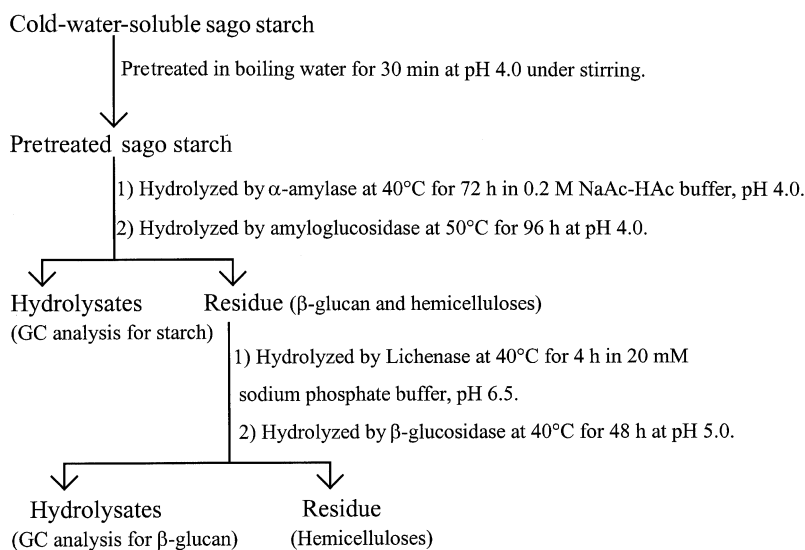 Cold-water-soluble sago starch
Pretreated in boiling water for 30 min at pH 4.0 under stirring.
Pretreated sago starch
1) Hydrolyzed by α-amylase at 40°C for 72 h in 0.2 M NaAc-HAc buffer, pH 4.0.
2) Hydrolyzed by amyloglucosidase at 50°C for 96 h at pH 4.0.
Hydrolysates
(GC analysis for starch)
Residue (β-glucan and hemicelluloses)
1) Hydrolyzed by Lichenase at 40°C for 4 h in 20 mM
sodium phosphate buffer, pH 6.5.
2) Hydrolyzed by β-glucosidase at 40°C for 48 h at pH 5.0.
Hydrolysates
(GC analysis for β-glucan)
Residue
(Hemicelluloses)